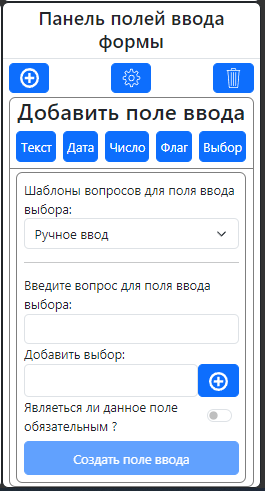 Панель полей ввода
формы
Добавить поле ввода
Текст Дата Число Флаг Выбор
Шаблоны вопросов для поля ввода
выбора:
Ручное ввод
Введите вопрос для поля ввода
выбора:
Добавить выбор:
Являеться ли данное поле
обязательным ?
Создать поле ввода